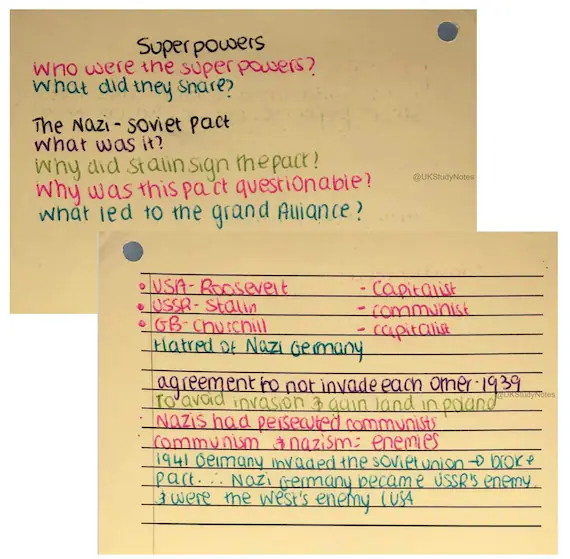 Superpowers
Who were the superpowers?
What did they share?
The Nazi-Soviet pact
What was it?
Why did Stalin sign the pact?
@UKStudyNotes
Why was this pact questionable?
What led to the grand Alliance?
• USA- Roosevelt - Capitalist
• USSR- Stalin - communist
• GB- Churchill - capitalist
Hatred of Nazi Germany
agreement to not invade each other-1939
To avoid invasion & gain land in poland
@UKStudyNotes
Nazis had persecuted communists
communism & nazism= enemies
1941 Germany invaded the soviet union → broke
pact. ∴ Nazi Germany became USSR's enemy
& were the west's enemy (USA